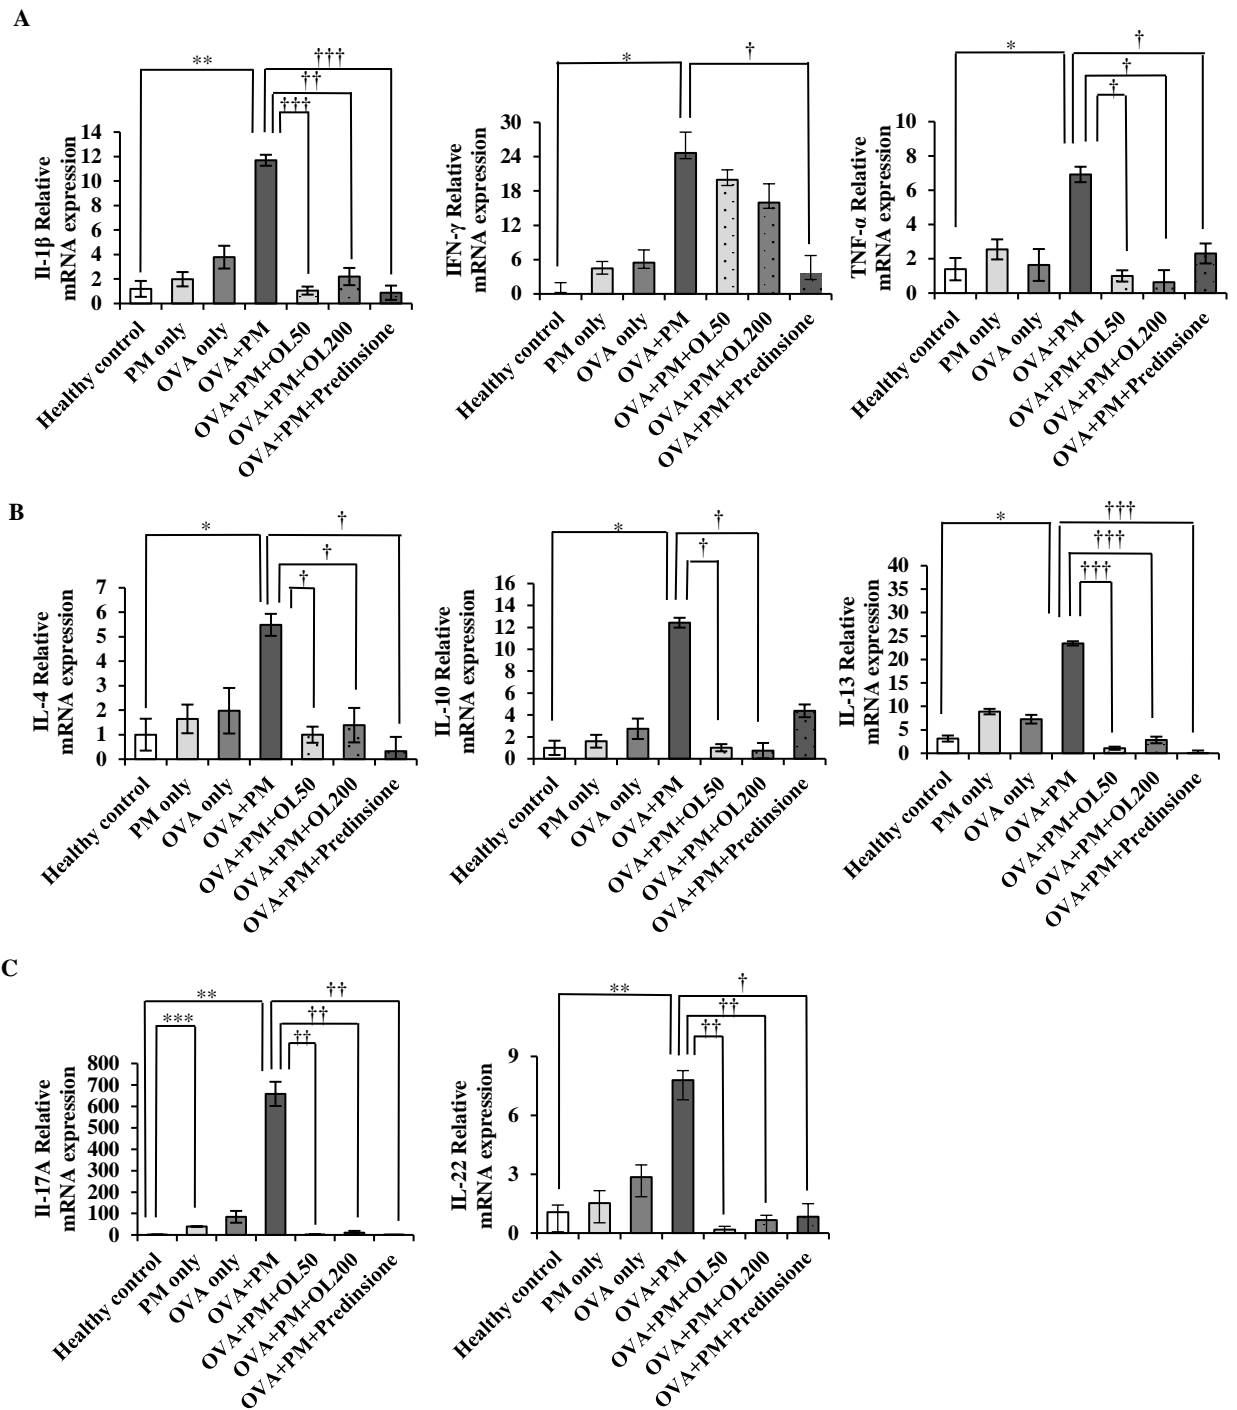 A
** ††† †† †††
Il-1β Relative
mRNA expression
14
12
10
8
6
4
2
0
Healthy control
PM only
OVA only
OVA+PM
OVA+PM+OL50
OVA+PM+OL200
OVA+PM+Predinsione
* †
IFN-γ Relative
mRNA expression
30
24
18
12
6
0
Healthy control
PM only
OVA only
OVA+PM
OVA+PM+OL50
OVA+PM+OL200
OVA+PM+Predinsione
* † † †
TNF-α Relative
mRNA expression
10
8
6
4
2
0
Healthy control
PM only
OVA only
OVA+PM
OVA+PM+OL50
OVA+PM+OL200
OVA+PM+Predinsione
B
* † † †
IL-4 Relative
mRNA expression
7
6
5
4
3
2
1
0
Healthy control
PM only
OVA only
OVA+PM
OVA+PM+OL50
OVA+PM+OL200
OVA+PM+Predinsione
* † †
IL-10 Relative
mRNA expression
16
14
12
10
8
6
4
2
0
Healthy control
PM only
OVA only
OVA+PM
OVA+PM+OL50
OVA+PM+OL200
OVA+PM+Predinsione
* ††† ††† †††
IL-13 Relative
mRNA expression
40
35
30
25
20
15
10
5
0
Healthy control
PM only
OVA only
OVA+PM
OVA+PM+OL50
OVA+PM+OL200
OVA+PM+Predinsione
C
** †† *** †† ††
Il-17A Relative
mRNA expression
800
700
600
500
400
300
200
100
0
Healthy control
PM only
OVA only
OVA+PM
OVA+PM+OL50
OVA+PM+OL200
OVA+PM+Predinsione
** † †† ††
IL-22 Relative
mRNA expression
9
6
3
0
Healthy control
PM only
OVA only
OVA+PM
OVA+PM+OL50
OVA+PM+OL200
OVA+PM+Predinsione